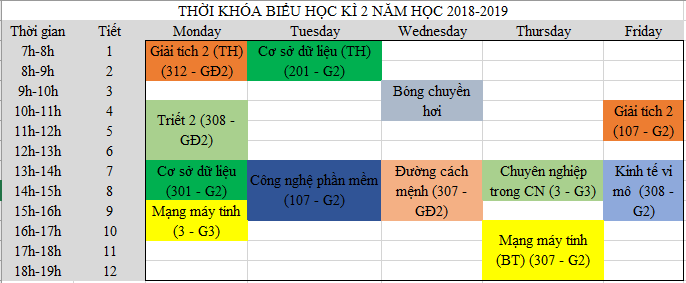 THỜI KHÓA BIỂU HỌC KÌ 2 NĂM HỌC 2018-2019
Thời gian Tiết Monday Tuesday Wednesday Thursday Friday
7h-8h 1 Giải tích 2 (TH) Cơ sở dữ liệu (TH)
8h-9h 2 (312 - GĐ2) (201 - G2)
9h-10h 3 Bóng chuyền
10h-11h 4 hơi Giải tích 2
Triết 2 (308 -
11h-12h 5 GĐ2) (107 - G2)
12h-13h 6
13h-14h 7 Cơ sở dữ liệu Đường cách Chuyên nghiệp Kinh tế vi
Công nghệ phần mềm
14h-15h 8 (301 - G2) mệnh (307 - trong CN (3 - G3) mô (308 -
(107 - G2)
15h-16h 9 Mạng máy tính GĐ2) G2)
16h-17h 10 (3 - G3) Mạng máy tính
17h-18h 11 (BT) (307 - G2)
18h-19h 12